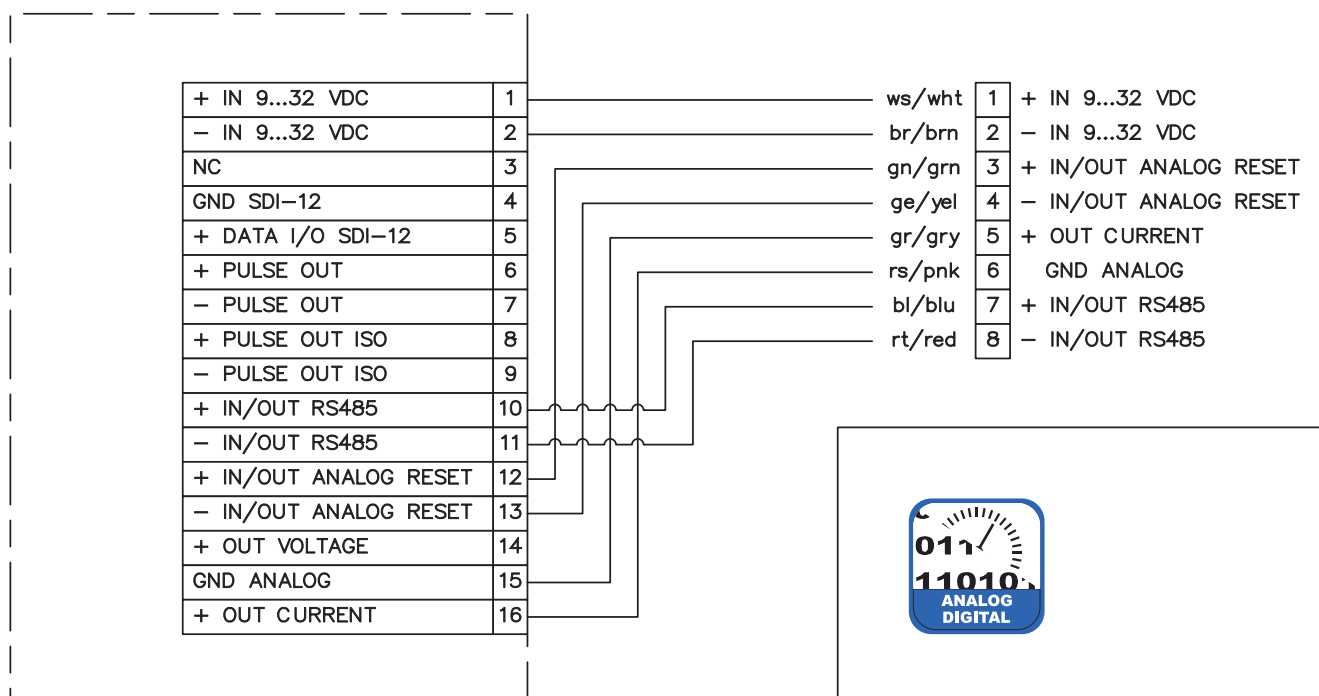 + IN 9...32 VDC 1
- IN 9...32 VDC 2
NC 3
GND SDI-12 4
+ DATA I/O SDI-12 5
+ PULSE OUT 6
- PULSE OUT 7
+ PULSE OUT ISO 8
- PULSE OUT ISO 9
+ IN/OUT RS485 10
- IN/OUT RS485 11
+ IN/OUT ANALOG RESET 12
- IN/OUT ANALOG RESET 13
+ OUT VOLTAGE 14
GND ANALOG 15
+ OUT CURRENT 16
ws/wht 1 + IN 9...32 VDC
br/brn 2 - IN 9...32 VDC
gn/grn 3 + IN/OUT ANALOG RESET
ge/yel 4 - IN/OUT ANALOG RESET
gr/gry 5 + OUT CURRENT
rs/pnk 6 GND ANALOG
bl/blu 7 + IN/OUT RS485
rt/red 8 - IN/OUT RS485
011
11010
ANALOG
DIGITAL